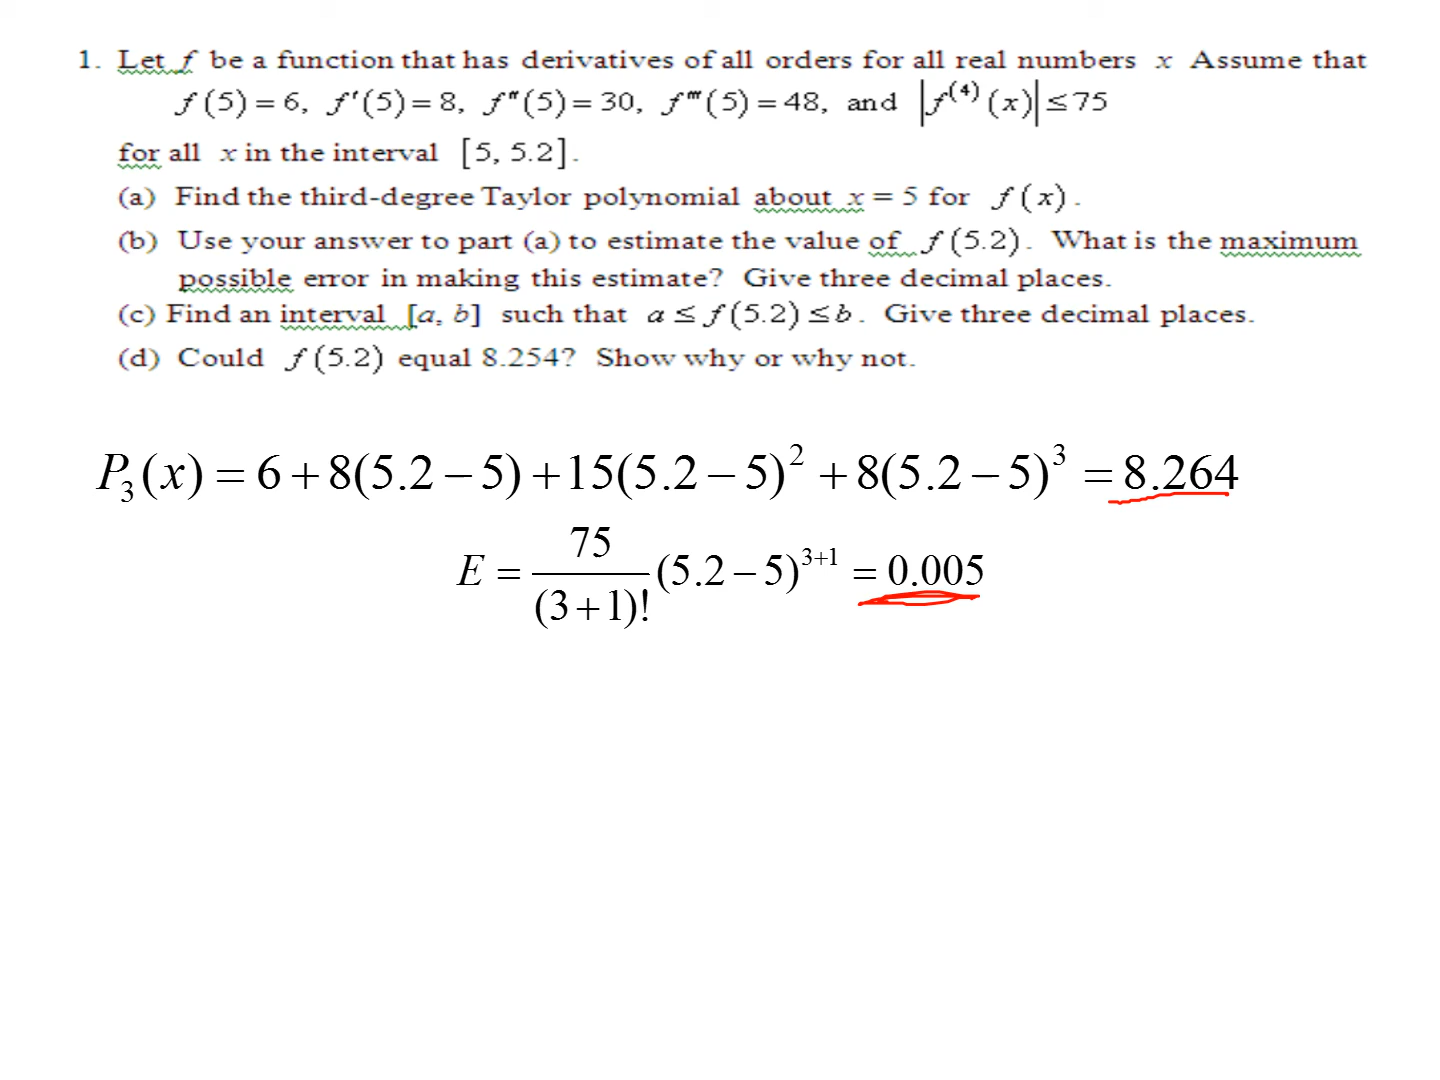 1. Let f be a function that has derivatives of all orders for all real numbers x Assume that
f(5) = 6, f′(5) = 8, f″(5) = 30, f‴(5) = 48, and |f⁽⁴⁾(x)| ≤ 75
for all x in the interval [5, 5.2].
(a) Find the third-degree Taylor polynomial about x = 5 for f(x).
(b) Use your answer to part (a) to estimate the value of f(5.2). What is the maximum
possible error in making this estimate? Give three decimal places.
(c) Find an interval [a, b] such that a ≤ f(5.2) ≤ b. Give three decimal places.
(d) Could f(5.2) equal 8.254? Show why or why not.
P₃(x) = 6 + 8(5.2 − 5) + 15(5.2 − 5)² + 8(5.2 − 5)³ = 8.264
E = 75/(3+1)! (5.2 − 5)³⁺¹ = 0.005